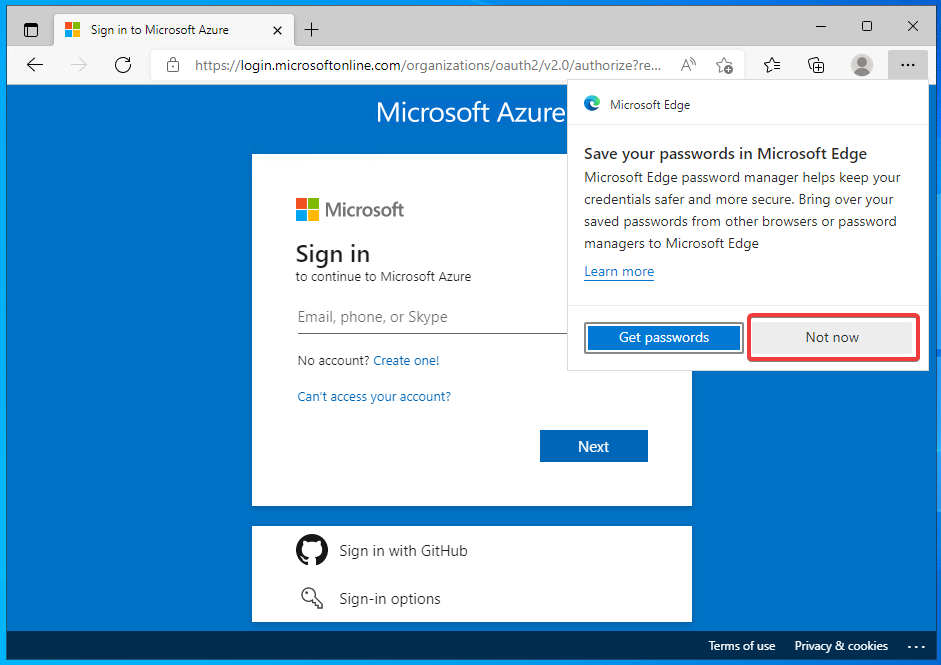 Sign in to Microsoft Azure
https://login.microsoftonline.com/organizations/oauth2/v2.0/authorize?re...
Microsoft Azure
Microsoft Edge
Save your passwords in Microsoft Edge
Microsoft Edge password manager helps keep your
credentials safer and more secure. Bring over your
saved passwords from other browsers or password
managers to Microsoft Edge
Learn more
Get passwords
Not now
Microsoft
Sign in
to continue to Microsoft Azure
Email, phone, or Skype
No account? Create one!
Can't access your account?
Next
Sign in with GitHub
Sign-in options
Terms of use Privacy & cookies ...